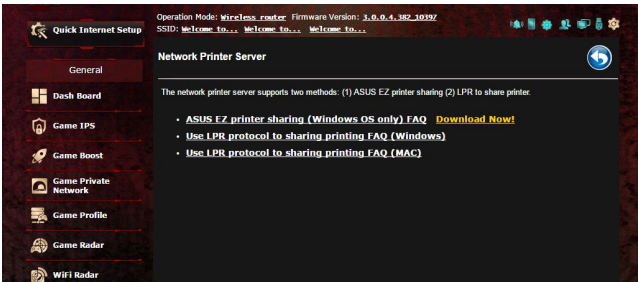 Quick Internet Setup
General
Dash Board
Game IPS
Game Boost
Game Private
Network
Game Profile
Game Radar
WiFi Radar
Operation Mode: Wireless router Firmware Version: 3.0.0.4.382_10397
SSID: Welcome to... Welcome to... Welcome to...
Network Printer Server
The network printer server supports two methods: (1) ASUS EZ printer sharing (2) LPR to share printer.
• ASUS EZ printer sharing (Windows OS only) FAQ Download Now!
• Use LPR protocol to sharing printing FAQ (Windows)
• Use LPR protocol to sharing printing FAQ (MAC)